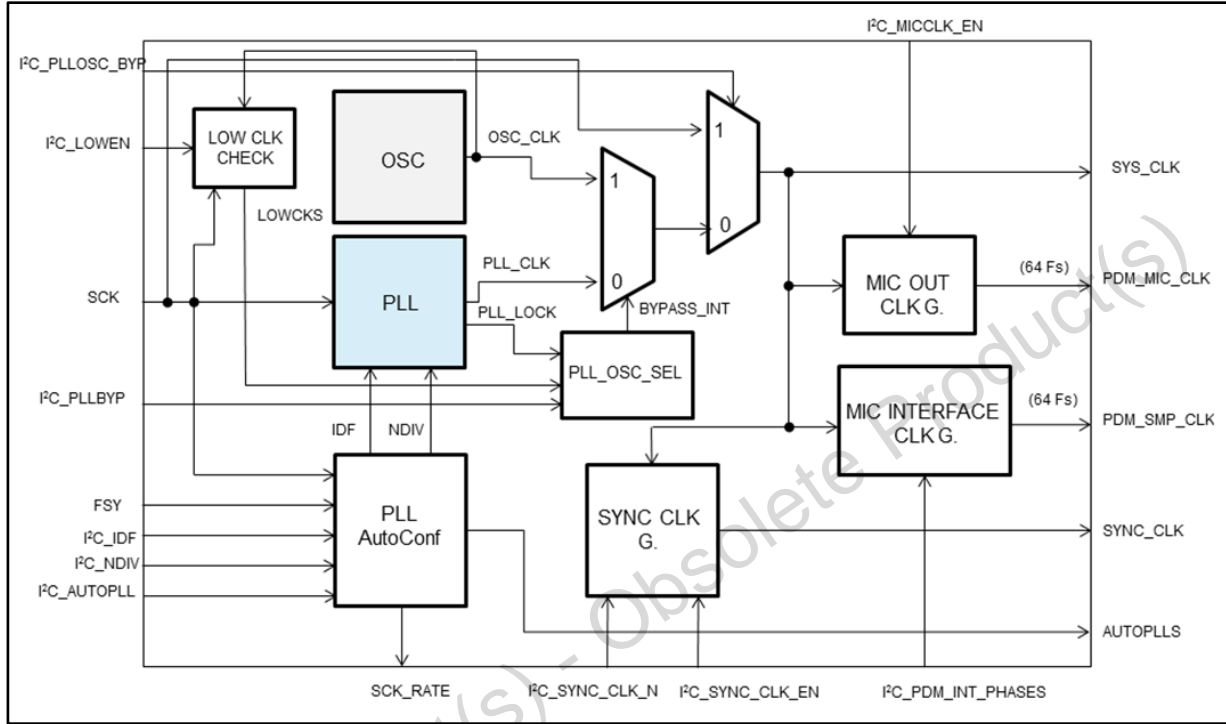 I²C_MICCLK_EN
I²C_PLLOSC_BYP
I²C_LOWEN
LOW CLK
CHECK
OSC
OSC_CLK
1
0
1
0
SYS_CLK
LOWCKS
SCK
PLL
PLL_CLK
PLL_LOCK
BYPASS_INT
MIC OUT
CLK G.
(64 Fs)
PDM_MIC_CLK
I²C_PLLBYP
PLL_OSC_SEL
MIC INTERFACE
CLK G.
(64 Fs)
PDM_SMP_CLK
IDF
NDIV
FSY
I²C_IDF
I²C_NDIV
I²C_AUTOPLL
PLL
AutoConf
SYNC CLK
G.
SYNC_CLK
AUTOPLLS
SCK_RATE
I²C_SYNC_CLK_N
I²C_SYNC_CLK_EN
I²C_PDM_INT_PHASES
(s) - Obsolete Product(s)